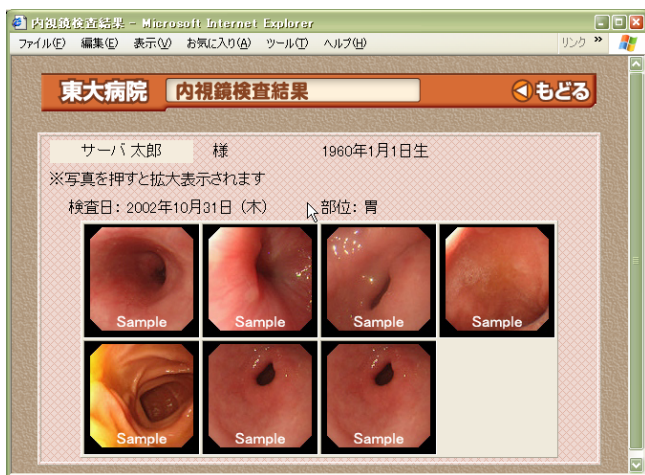 内視鏡検査結果 - Microsoft Internet Explorer
ファイル(F) 編集(E) 表示(V) お気に入り(A) ツール(T) ヘルプ(H) リンク »
東大病院 内視鏡検査結果 もどる
サーバ 太郎 様 1960年1月1日生
※写真を押すと拡大表示されます
検査日: 2002年10月31日 (木) 部位: 胃
Sample Sample Sample Sample
Sample Sample Sample